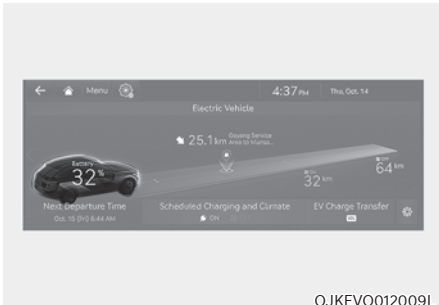 Menu
4:37 PM
Thu, Oct. 14
Electric Vehicle
25.1 km
Goyang Service
Area to Munsa...
Battery
32 %
32 km
OFF
64 km
Next Departure Time
Oct. 15 (Fri) 6:44 AM
Scheduled Charging and Climate
ON
EV Charge Transfer
OJKEVQ012009L